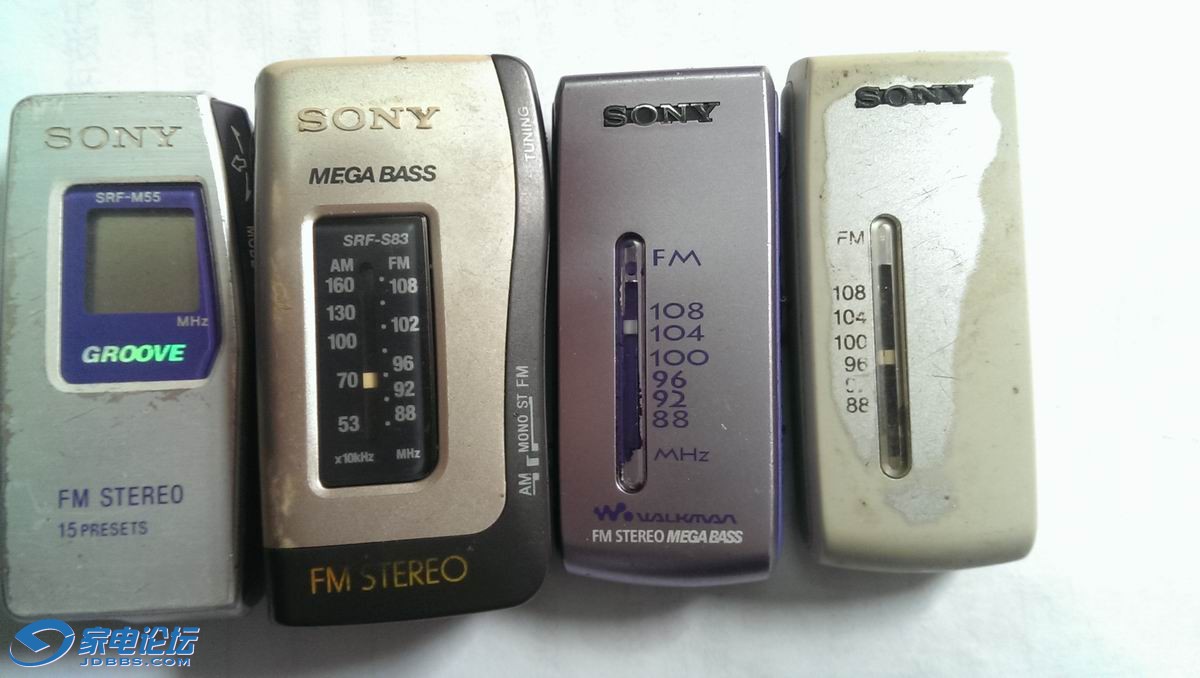 SONY
SRF-M55
MHz
GROOVE
FM STEREO
15 PRESETS
SONY
MEGA BASS
SRF-S83
AM FM
160 108
130
102
100
96
70
92
88
53
x10kHz MHz
FM STEREO
TUNING
AM MONO ST FM
SONY
FM
108
104
100
96
92
88
MHz
WALKMAN
FM STEREO MEGA BASS
SONY
FM
108
104
100
96
88
家电论坛
JDBBS.COM